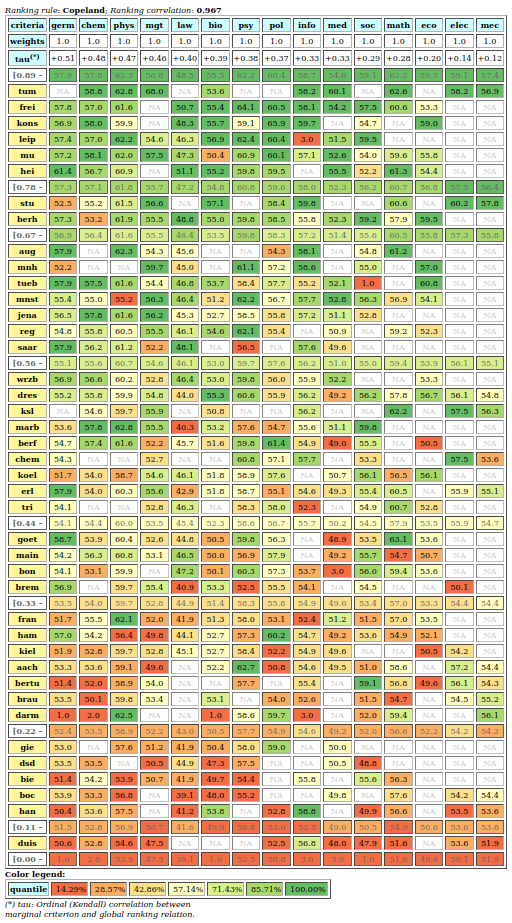 Ranking rule: Copeland; Ranking correlation: 0.967
criteria germ chem phys mgt law bio psy pol info med soc math eco elec mec
weights 1.0 1.0 1.0 1.0 1.0 1.0 1.0 1.0 1.0 1.0 1.0 1.0 1.0 1.0 1.0
tau(*) +0.51 +0.48 +0.47 +0.46 +0.40 +0.39 +0.38 +0.37 +0.33 +0.33 +0.29 +0.28 +0.20 +0.14 +0.12
[0.89 - 57.9 57.8 62.3 56.8 48.5 55.5 62.2 60.4 58.7 54.0 59.1 62.2 59.3 59.1 57.4
tum NA 58.8 62.8 68.0 NA 53.6 NA NA 58.2 60.1 NA 62.6 NA 58.2 56.9
frei 57.8 57.0 61.6 NA 50.7 55.4 64.1 60.5 58.1 54.2 57.5 60.6 53.3 NA NA
kons 56.9 58.0 59.9 NA 48.3 55.7 59.1 65.9 59.7 NA 54.7 NA 59.0 NA NA
leip 57.4 57.0 62.2 54.6 46.3 56.9 62.4 60.4 3.0 51.5 59.5 NA NA NA NA
mu 57.2 58.1 62.0 57.5 47.3 50.4 60.9 60.1 57.1 52.6 54.0 59.6 55.8 NA NA
hei 61.4 56.7 60.9 NA 51.1 55.2 59.8 59.5 NA 55.5 52.2 61.3 54.4 NA NA
[0.78 - 57.3 57.1 61.8 55.7 47.2 54.8 60.8 59.6 58.0 52.3 56.2 60.7 56.8 57.5 56.4
stu 52.5 55.2 61.5 56.6 NA 57.1 NA 58.4 59.8 NA NA 60.6 NA 60.2 57.8
berh 57.3 53.2 61.9 55.5 48.8 55.0 59.8 58.5 55.8 52.3 59.2 57.9 59.5 NA NA
[0.67 - 56.9 56.4 61.6 55.5 46.4 53.5 59.8 58.3 57.2 51.4 55.6 60.5 55.8 57.3 55.8
aug 57.9 NA 62.3 54.3 45.6 NA NA 54.3 58.1 NA 54.8 61.2 NA NA NA
mnh 52.2 NA NA 59.7 45.0 NA 61.1 57.2 58.6 NA 55.0 NA 57.0 NA NA
tueb 57.9 57.5 61.6 54.4 46.8 53.7 58.4 57.7 55.2 52.1 1.0 NA 60.8 NA NA
mnst 55.4 55.0 55.2 56.3 46.4 51.2 62.2 56.7 57.7 52.8 56.3 56.9 54.1 NA NA
jena 56.5 57.8 61.6 56.2 45.3 52.7 58.5 55.8 57.2 51.1 52.8 NA NA NA NA
reg 54.8 55.8 60.5 55.5 46.1 54.6 62.1 55.4 NA 50.9 NA 59.2 52.3 NA NA
saar 57.9 56.2 61.2 52.2 48.1 NA 56.5 NA 57.6 49.6 NA NA NA NA NA
[0.56 - 55.1 55.6 60.7 54.6 46.1 53.0 59.7 57.6 56.2 51.0 55.0 59.4 53.9 56.1 55.1
wrzb 56.9 56.6 60.2 52.8 46.4 53.0 59.8 56.0 55.9 52.2 NA NA 53.3 NA NA
dres 55.2 55.8 59.9 54.8 44.0 55.3 60.6 55.9 56.2 49.2 56.2 57.8 56.7 56.1 54.8
ksl NA 54.6 59.7 55.9 NA 50.8 NA NA 56.2 NA NA 62.2 NA 57.5 56.3
marb 53.6 57.8 62.8 55.5 40.3 53.2 57.6 54.7 55.6 51.1 59.8 NA NA NA NA
berf 54.7 57.4 61.6 52.2 45.7 51.6 59.8 61.4 54.9 49.0 55.5 NA 50.5 NA NA
chem 54.3 NA NA 52.7 NA NA 60.8 57.1 57.7 NA 53.3 NA NA 57.5 53.6
koel 51.7 54.0 58.7 54.6 46.1 51.8 58.9 57.6 NA 50.7 56.1 56.5 56.1 NA NA
erl 57.9 54.0 60.3 55.6 42.9 51.8 58.7 55.1 54.6 49.3 55.4 60.5 NA 55.9 55.1
tri 54.1 NA NA 52.8 46.3 NA 58.3 58.0 52.3 NA 54.9 60.7 52.8 NA NA
[0.44 - 54.1 54.4 60.0 53.5 45.4 52.3 58.6 56.7 55.7 50.2 54.5 57.9 53.5 55.9 54.7
goet 58.7 53.9 60.4 52.6 44.8 50.5 59.8 56.3 NA 48.9 53.5 63.1 53.6 NA NA
main 54.2 56.3 60.8 53.1 46.5 50.0 56.9 57.9 NA 49.2 55.7 54.7 50.7 NA NA
bon 54.1 53.1 59.9 NA 47.2 50.1 60.3 57.3 53.7 3.0 56.0 59.4 53.6 NA NA
brem 56.9 NA 59.7 55.4 40.9 53.3 52.5 55.5 54.1 NA 54.5 NA NA 50.1 NA
[0.33 - 53.5 54.0 59.7 52.8 44.9 51.4 58.3 55.8 54.9 49.6 53.4 57.0 53.3 54.4 54.4
fran 51.7 55.5 62.1 52.0 41.9 51.3 58.0 53.1 52.4 51.2 51.5 57.0 53.5 NA NA
ham 57.0 54.2 56.4 49.8 44.1 52.7 57.3 60.2 54.7 49.2 53.6 54.9 52.1 NA NA
kiel 51.9 52.8 59.7 52.8 45.1 52.7 58.4 52.2 54.9 49.6 NA NA 50.5 54.2 NA
aach 53.3 53.6 59.1 49.6 NA 52.2 62.7 50.8 54.6 49.5 51.0 58.6 NA 57.2 54.4
bertu 51.4 52.0 58.9 54.0 NA NA 57.7 NA 55.4 NA 59.1 56.8 49.6 56.1 54.3
brau 53.5 50.1 59.8 53.4 NA 53.1 NA 54.0 52.6 NA 51.5 54.7 NA 54.5 55.2
darm 1.0 2.0 62.5 NA NA 1.0 58.6 59.7 3.0 NA 52.0 59.4 NA NA 56.1
[0.22 - 52.4 53.5 58.9 52.2 43.0 50.5 57.7 54.9 54.6 49.2 52.0 56.6 52.2 54.2 54.2
gie 53.0 NA 57.6 51.2 41.9 50.4 58.0 59.0 NA 50.0 NA NA NA NA NA
dsd 53.5 53.5 NA 50.5 44.9 47.3 57.5 NA NA 50.5 48.8 NA NA NA NA
bie 51.4 54.2 53.9 50.7 41.9 49.7 54.4 NA 55.8 NA 55.6 56.3 NA NA NA
boc 53.9 53.3 56.8 NA 39.1 48.0 55.2 NA NA 49.8 NA 57.6 NA 54.2 54.4
han 50.4 53.6 57.5 NA 41.2 53.8 NA 52.8 58.8 NA 49.9 56.6 NA 53.5 53.6
[0.11 - 51.5 52.8 56.9 50.7 41.6 49.9 56.8 53.0 52.5 49.0 50.5 54.9 50.6 53.6 53.6
duis 50.6 52.8 54.6 47.5 NA NA NA 52.5 56.8 48.0 47.9 51.6 NA 53.6 51.9
[0.00 - 1.0 2.0 53.9 47.5 39.1 1.0 52.5 50.8 3.0 3.0 1.0 51.6 49.6 50.1 51.9
Color legend:
quantile 14.29% 28.57% 42.86% 57.14% 71.43% 85.71% 100.00%
(*) tau: Ordinal (Kendall) correlation between
marginal criterion and global ranking relation.